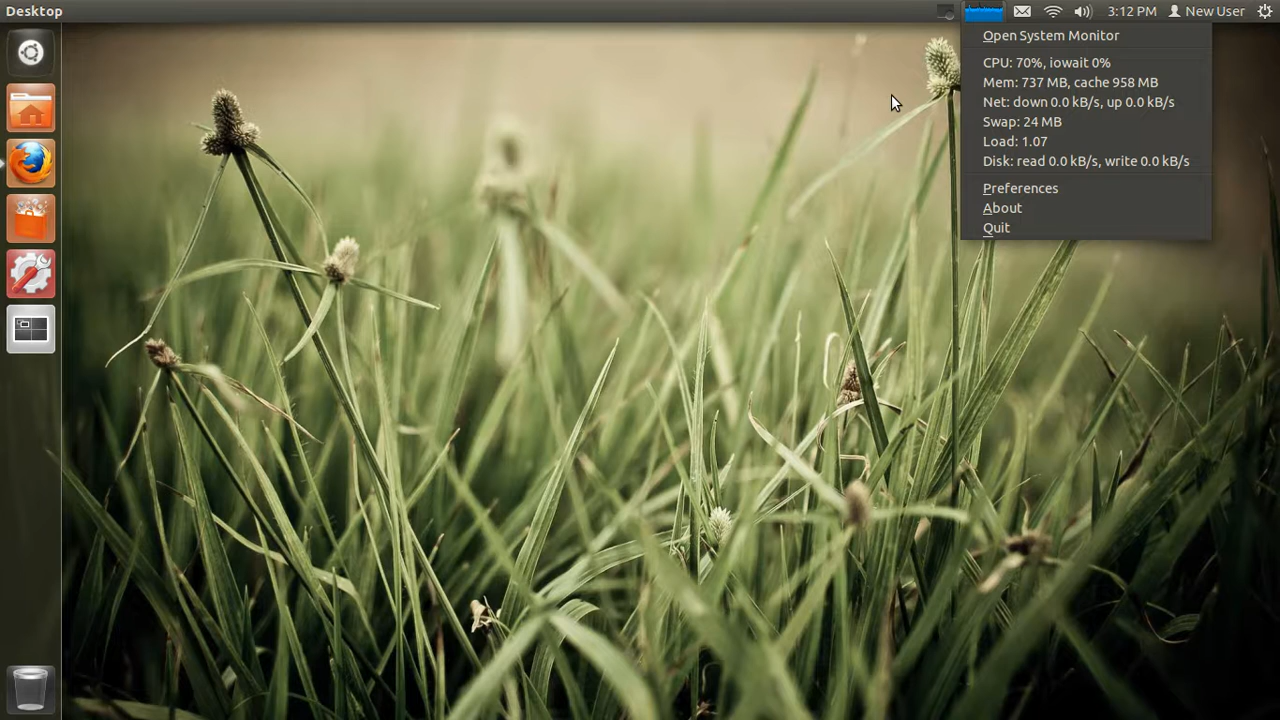 Desktop
3:12 PM New User
Open System Monitor
CPU: 70%, iowait 0%
Mem: 737 MB, cache 958 MB
Net: down 0.0 kB/s, up 0.0 kB/s
Swap: 24 MB
Load: 1.07
Disk: read 0.0 kB/s, write 0.0 kB/s
Preferences
About
Quit